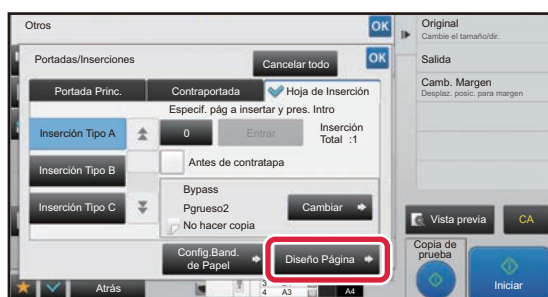 Otros
OK
Portadas/Inserciones
Cancelar todo
OK
Portada Princ.
Contraportada
Hoja de Inserción
Especif. pág a insertar y pres. Intro
Inserción Tipo A
0
Entrar
Inserción
Total :1
Antes de contratapa
Inserción Tipo B
Bypass
Inserción Tipo C
Pgrueso2
Cambiar
No hacer copia
Config.Band.
de Papel
Diseño Página
Atrás
4
A3
A4
Original
Cambie el tamaño/dir.
Salida
Camb. Margen
Desplaz. posic. para margen
Vista previa
CA
Copia de
prueba
Iniciar